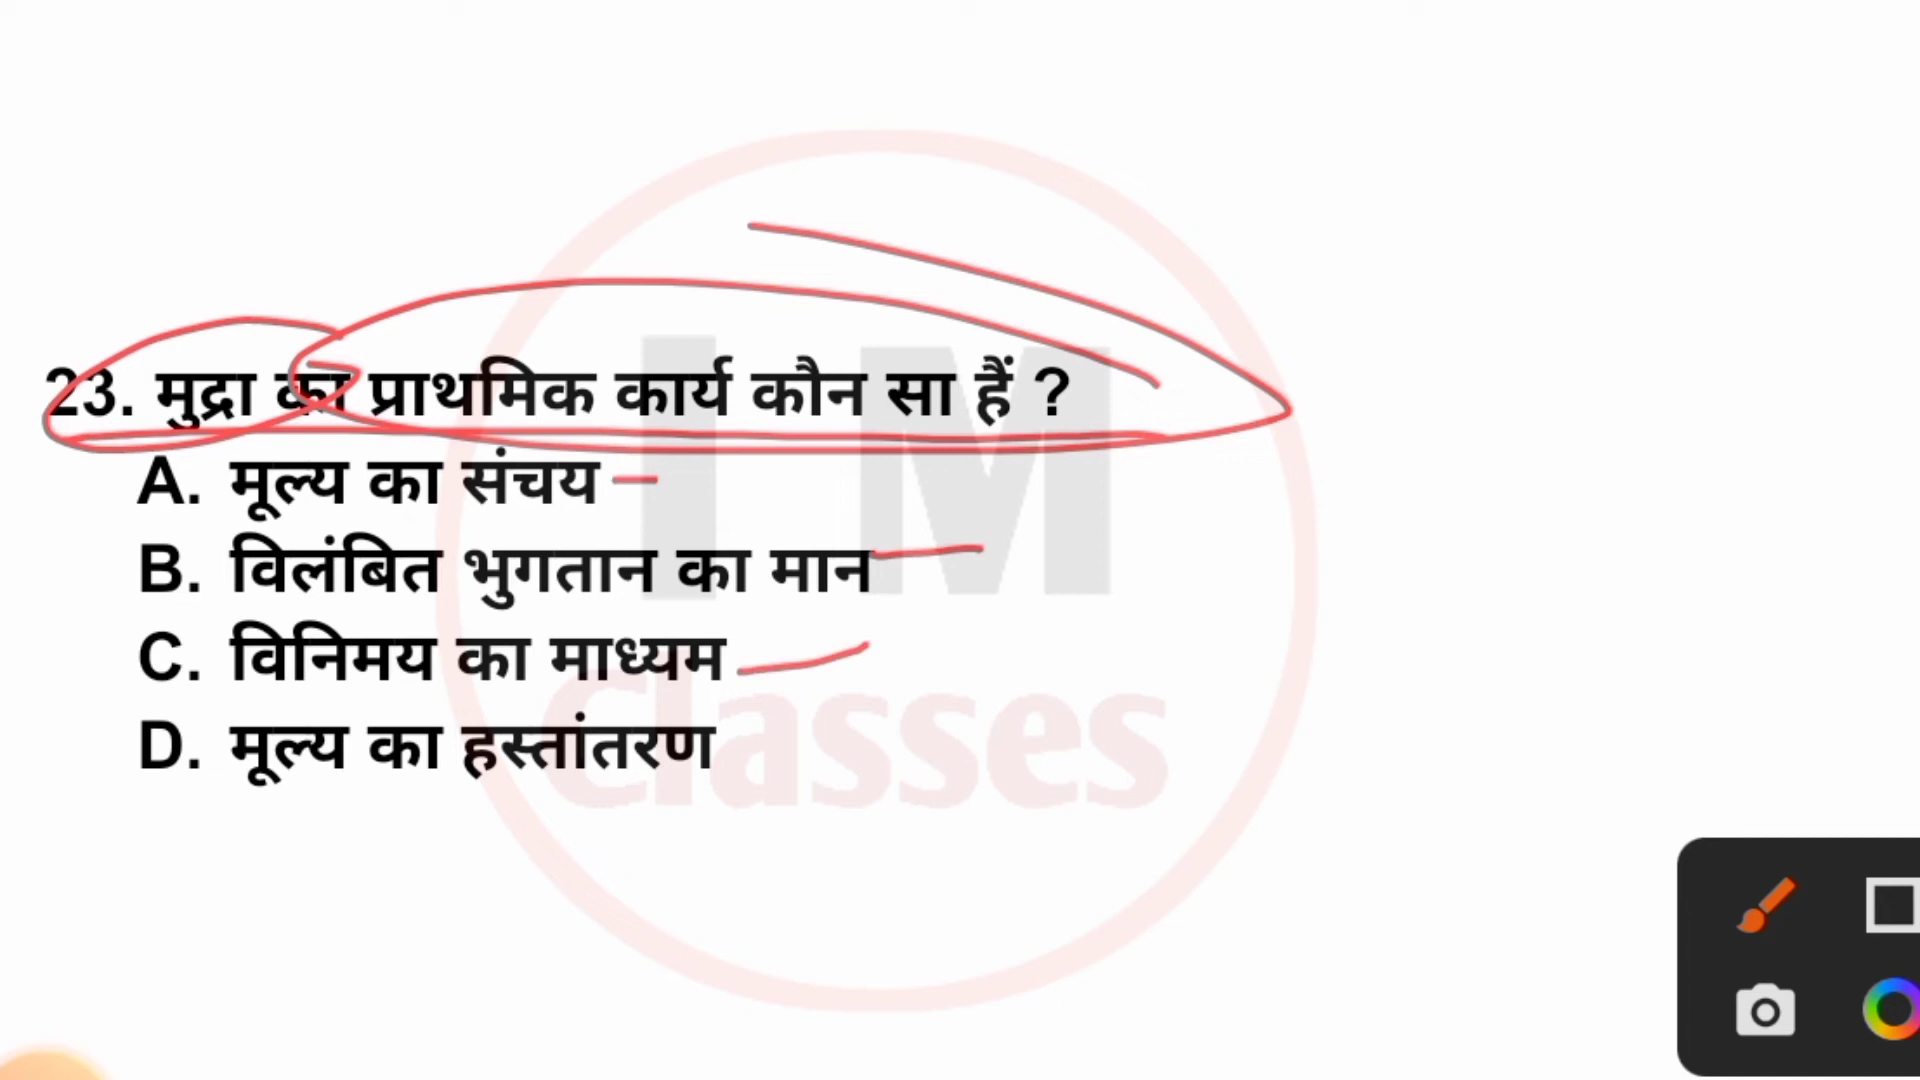 23. मुद्रा का प्राथमिक कार्य कौन सा हैं ?
A. मूल्य का संचय
B. विलंबित भुगतान का मान
C. विनिमय का माध्यम
D. मूल्य का हस्तांतरण
I M
classes